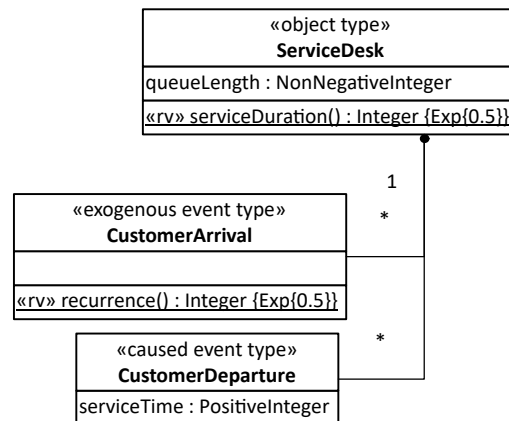 «object type»
ServiceDesk
queueLength : NonNegativeInteger
«rv» serviceDuration() : Integer {Exp{0.5}}
1
«exogenous event type»
*
CustomerArrival
«rv» recurrence() : Integer {Exp{0.5}}
*
«caused event type»
CustomerDeparture
serviceTime : PositiveInteger